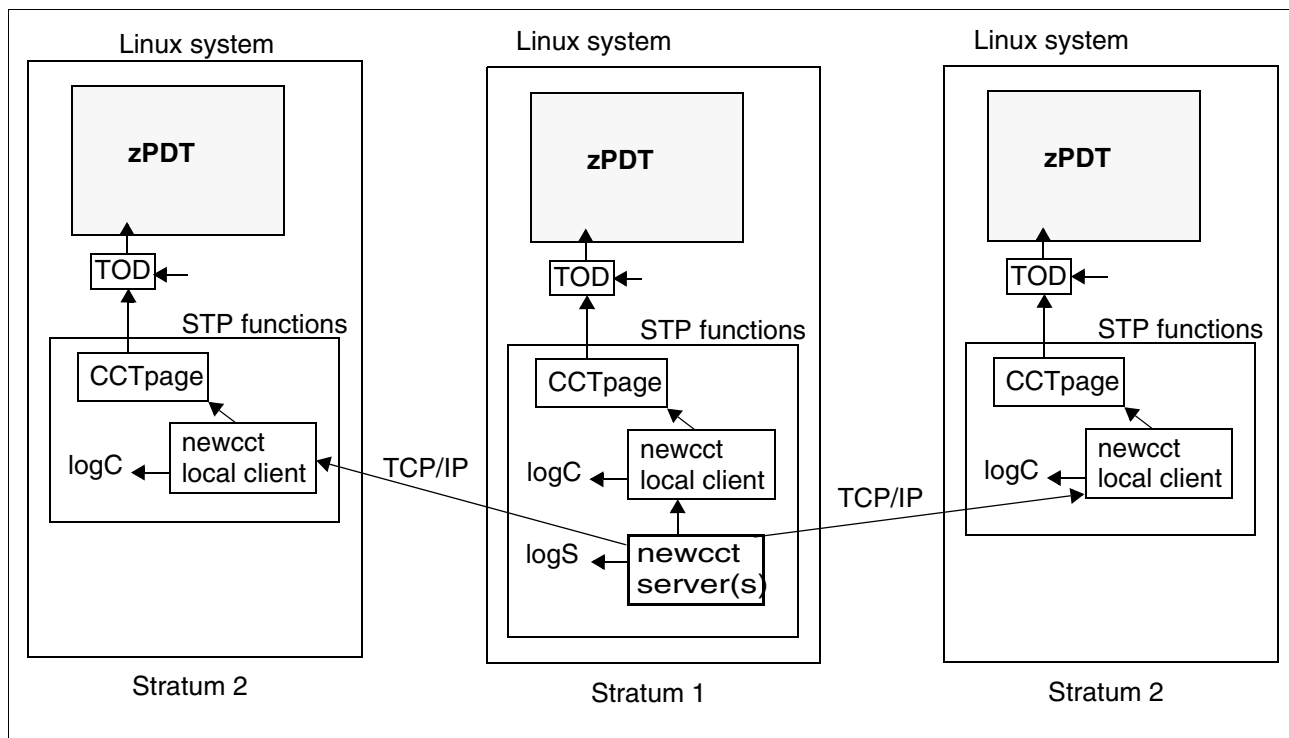 Linux system
zPDT
TOD
STP functions
CCTpage
newcct
local client
logC
Stratum 2
TCP/IP
Linux system
zPDT
TOD
STP functions
CCTpage
newcct
local client
logC
newcct
server(s)
logS
Stratum 1
TCP/IP
Linux system
zPDT
TOD
STP functions
CCTpage
newcct
local client
logC
Stratum 2